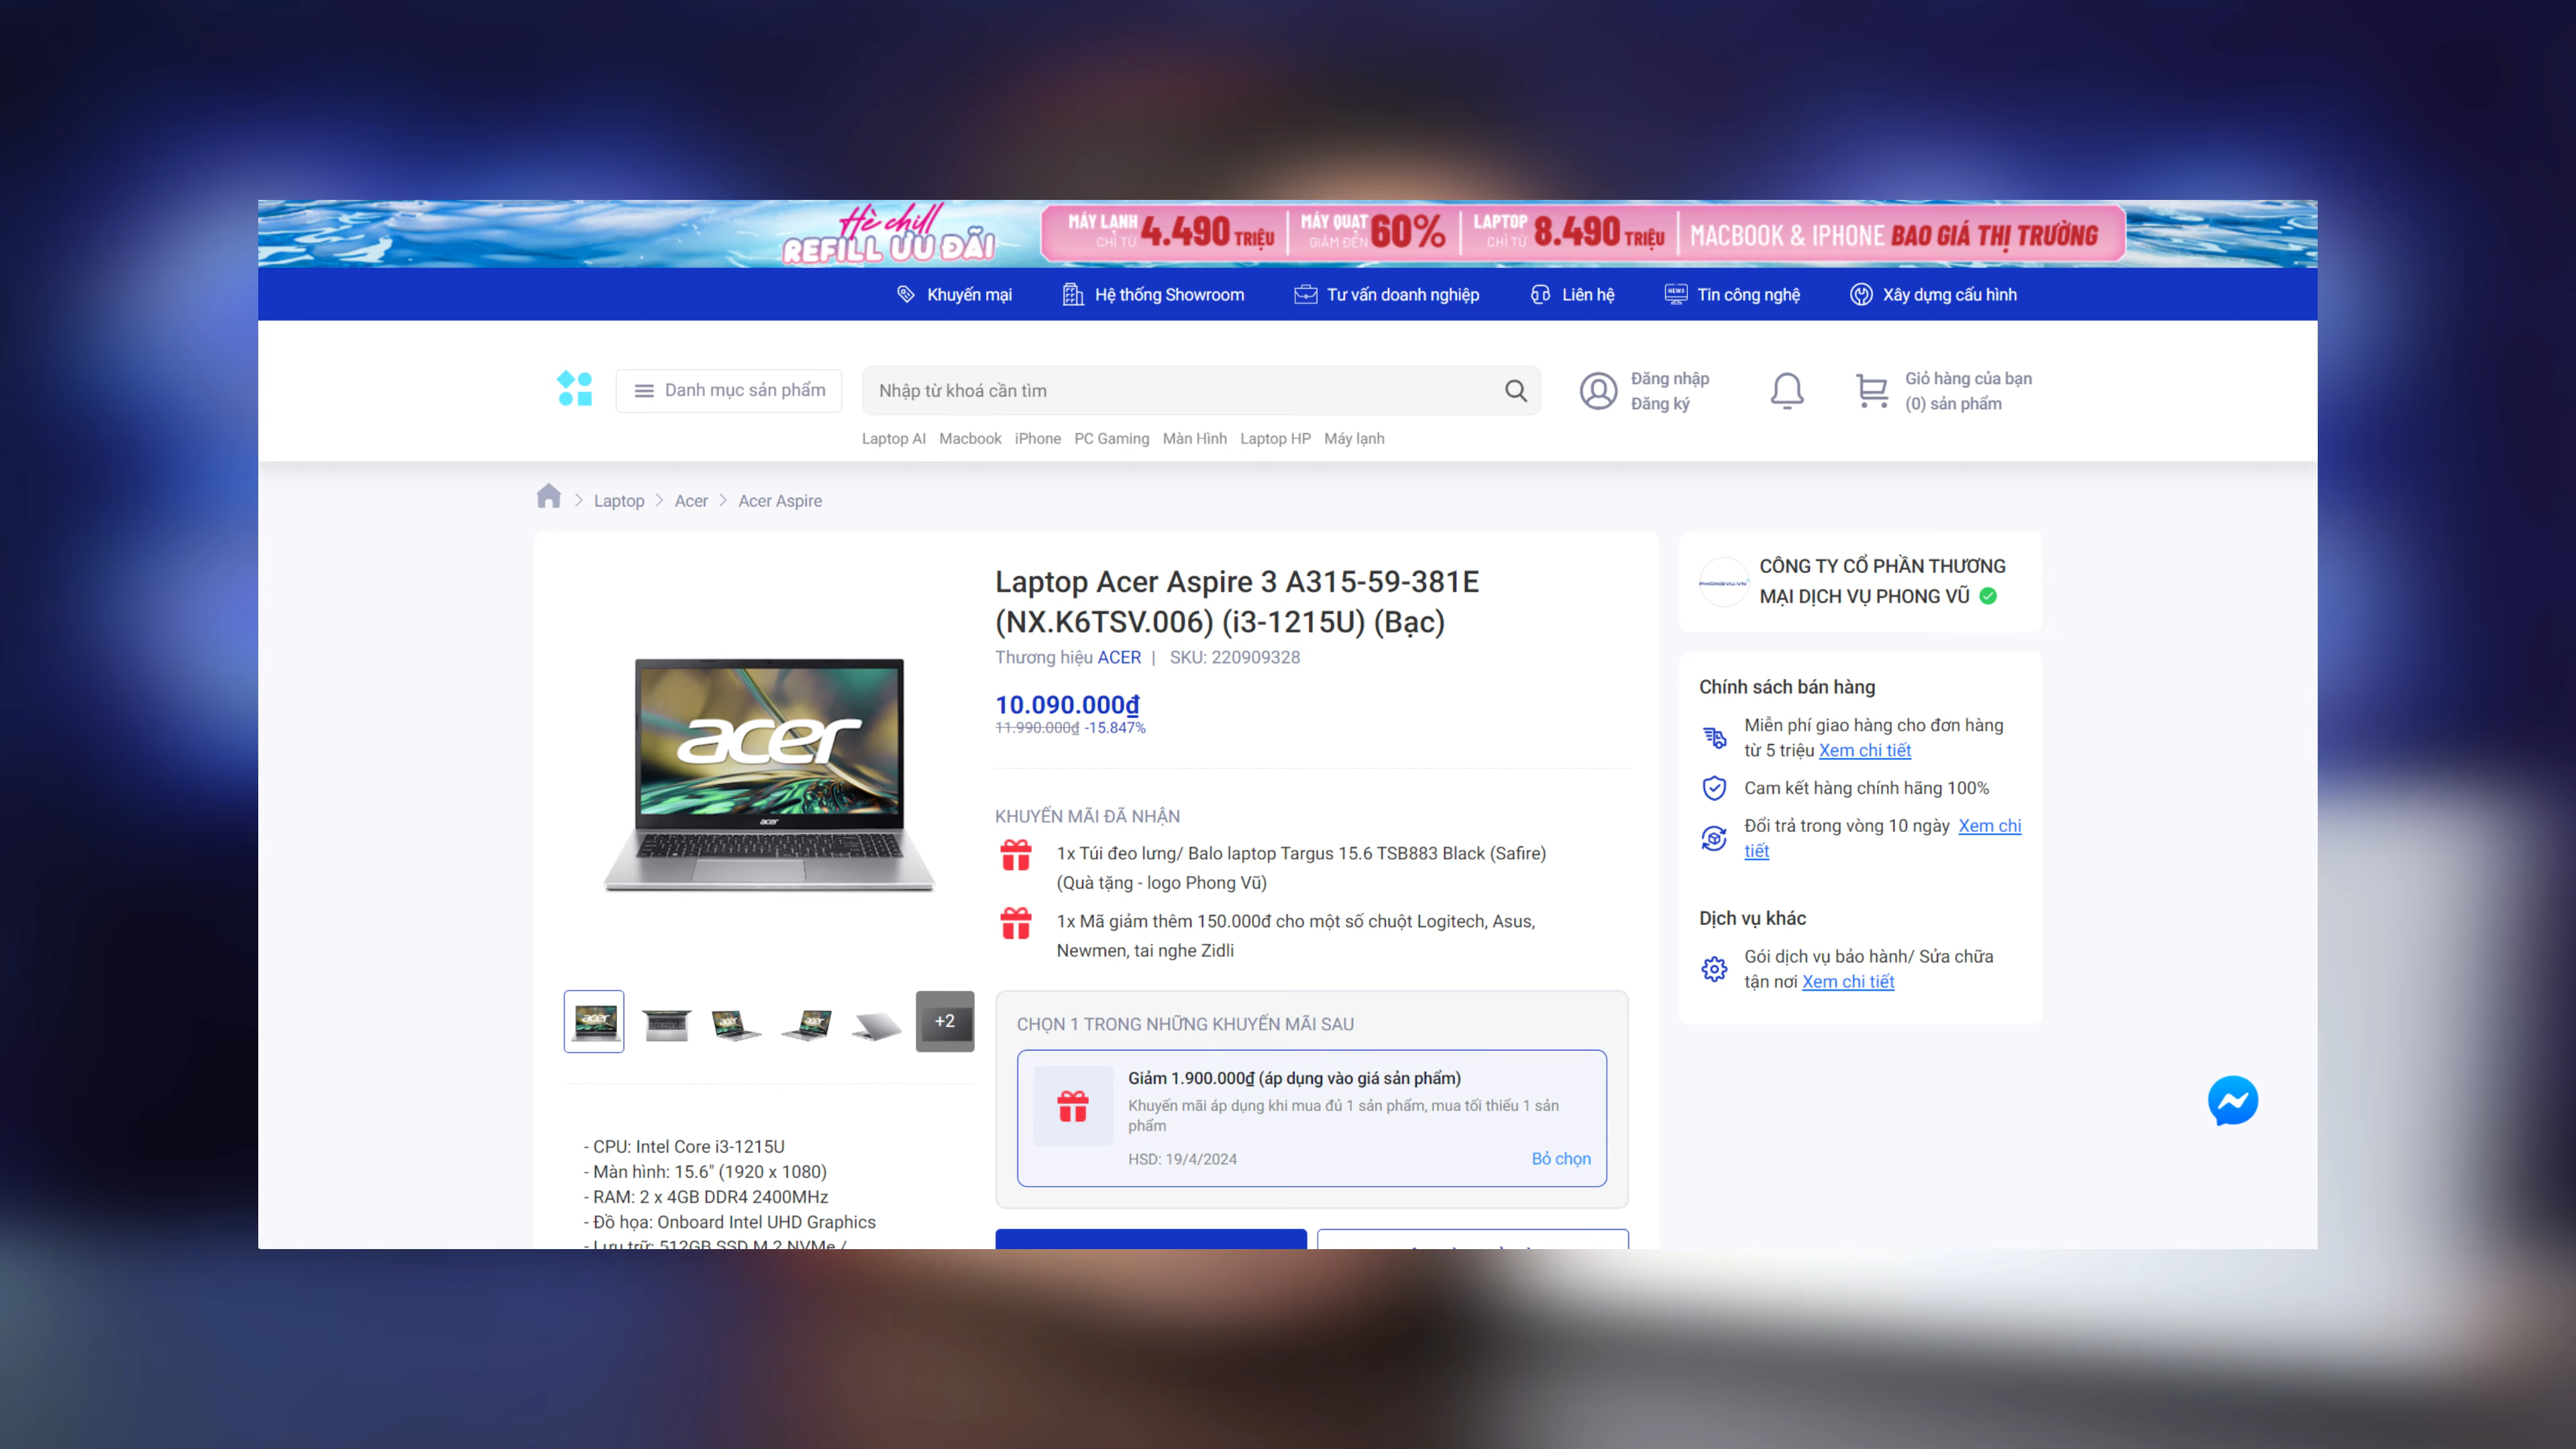 Hè chill
REFILL ƯU ĐÃI
MÁY LẠNH CHỈ TỪ 4.490 TRIỆU
MÁY QUẠT GIẢM ĐẾN 60%
LAPTOP CHỈ TỪ 8.490 TRIỆU
MACBOOK & IPHONE BAO GIÁ THỊ TRƯỜNG
Khuyến mại
Hệ thống Showroom
Tư vấn doanh nghiệp
Liên hệ
NEWS
Tin công nghệ
Xây dựng cấu hình
Danh mục sản phẩm
Nhập từ khoá cần tìm
Đăng nhập
Đăng ký
Giỏ hàng của bạn
(0) sản phẩm
Laptop AI Macbook iPhone PC Gaming Màn Hình Laptop HP Máy lạnh
Laptop > Acer > Acer Aspire
acer
acer
+2
- CPU: Intel Core i3-1215U
- Màn hình: 15.6" (1920 x 1080)
- RAM: 2 x 4GB DDR4 2400MHz
- Đồ họa: Onboard Intel UHD Graphics
- Lưu trữ: 512GB SSD M.2 NVMe /
Laptop Acer Aspire 3 A315-59-381E
(NX.K6TSV.006) (i3-1215U) (Bạc)
Thương hiệu ACER | SKU: 220909328
10.090.000₫
11.990.000₫ -15.847%
KHUYẾN MÃI ĐÃ NHẬN
1x Túi đeo lưng/ Balo laptop Targus 15.6 TSB883 Black (Safire)
(Quà tặng - logo Phong Vũ)
1x Mã giảm thêm 150.000đ cho một số chuột Logitech, Asus,
Newmen, tai nghe Zidli
CHỌN 1 TRONG NHỮNG KHUYẾN MÃI SAU
Giảm 1.900.000₫ (áp dụng vào giá sản phẩm)
Khuyến mãi áp dụng khi mua đủ 1 sản phẩm, mua tối thiểu 1 sản
phẩm
HSD: 19/4/2024
Bỏ chọn
PHONGVU.VN
CÔNG TY CỔ PHẦN THƯƠNG
MẠI DỊCH VỤ PHONG VŨ
Chính sách bán hàng
Miễn phí giao hàng cho đơn hàng
từ 5 triệu Xem chi tiết
Cam kết hàng chính hãng 100%
Đổi trả trong vòng 10 ngày Xem chi
tiết
Dịch vụ khác
Gói dịch vụ bảo hành/ Sửa chữa
tận nơi Xem chi tiết